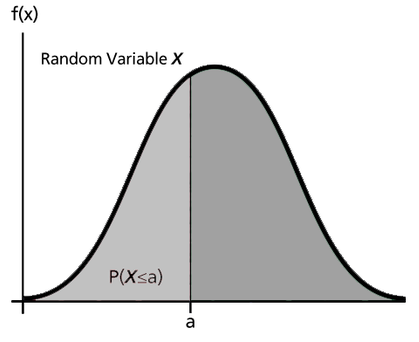 f(x)
Random Variable X
P(X≤a)
a